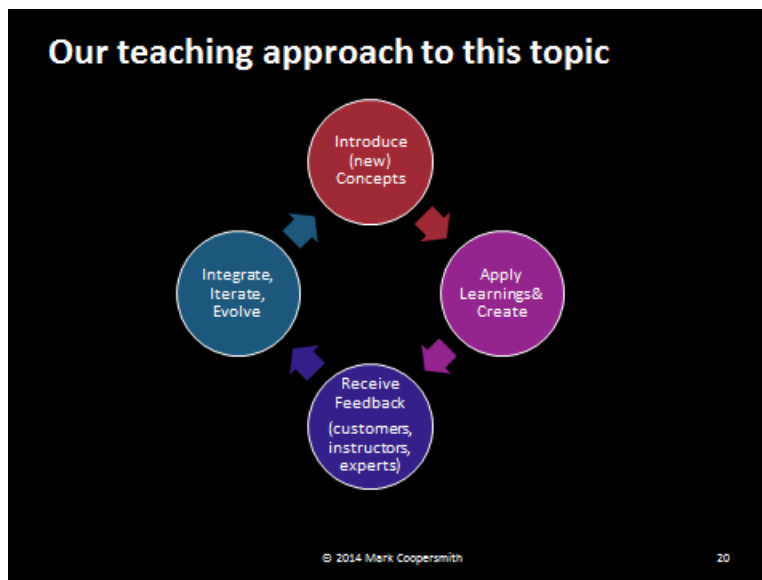 Our teaching approach to this topic
Introduce
(new)
Concepts
Apply
Learnings&
Create
Receive
Feedback
(customers,
instructors,
experts)
Integrate,
Iterate,
Evolve
© 2014 Mark Coopersmith
20